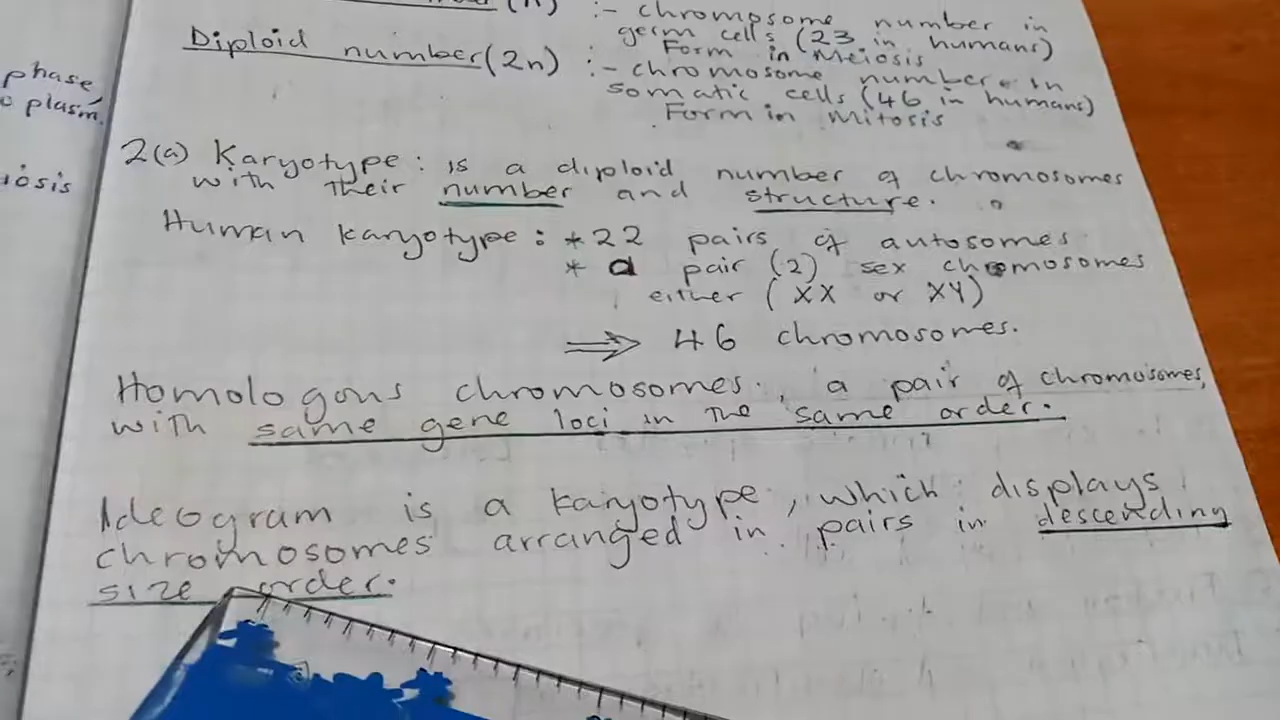 (n) :- chromosome number in
germ cells (23 in humans)
Form in meiosis
Diploid number (2n) :- chromosome number in
somatic cells (46 in humans)
Form in Mitosis
phase
plasm.
iosis
2(a) Karyotype: is a diploid number of chromosomes
with their number and structure.
Human karyotype: * 22 pairs of autosomes
* a pair (2) sex chromosomes
either (XX or XY)
⇒ 46 chromosomes.
Homologous chromosomes, a pair of chromosomes,
with same gene loci in the same order.
Ideogram is a karyotype, which displays
chromosomes arranged in pairs in descending
size order.